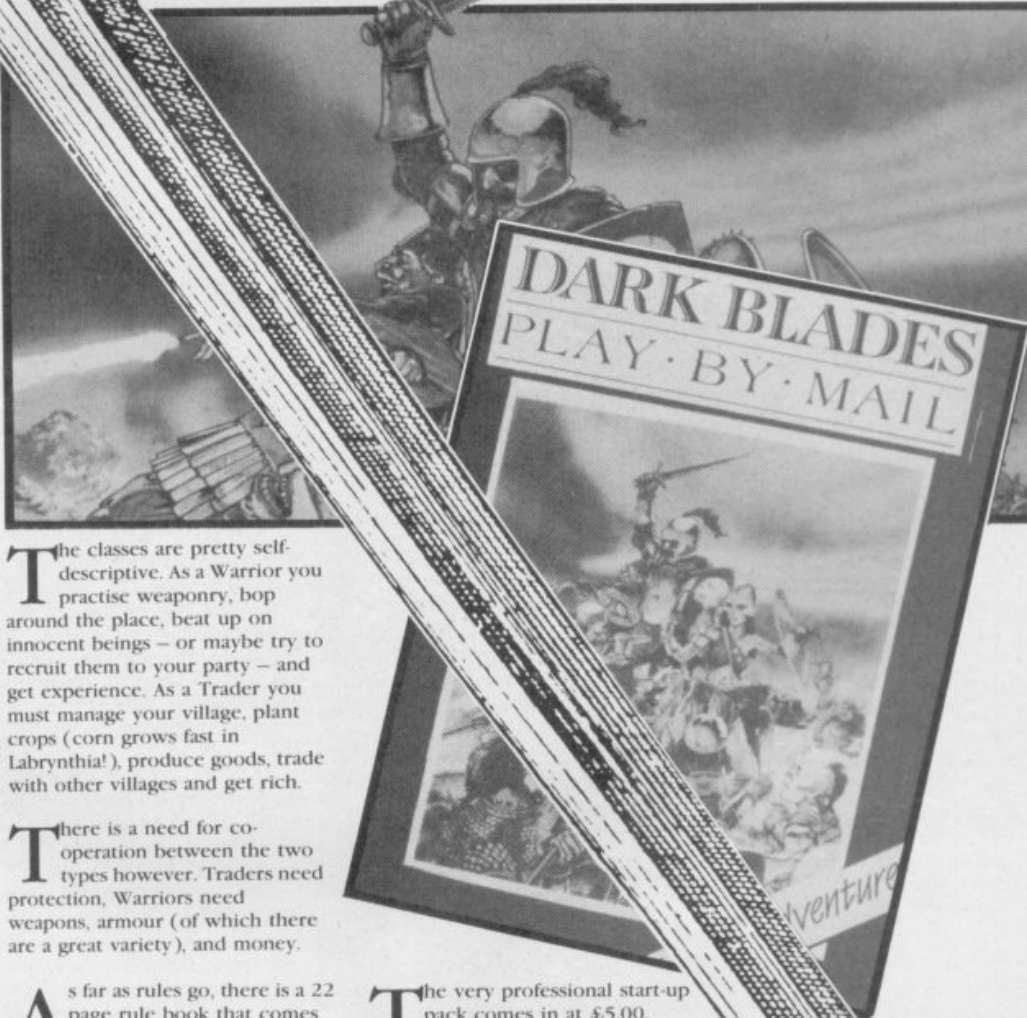 DARK BLADES
PLAY · BY · MAIL
dventure
The classes are pretty self-
descriptive. As a Warrior you
practise weaponry, bop
around the place, beat up on
innocent beings – or maybe try to
recruit them to your party – and
get experience. As a Trader you
must manage your village, plant
crops (corn grows fast in
Labrynthia!), produce goods, trade
with other villages and get rich.
There is a need for co-
operation between the two
types however. Traders need
protection, Warriors need
weapons, armour (of which there
are a great variety), and money.
As far as rules go, there is a 22
page rule book that comes
The very professional start-up
pack comes in at £5.00.